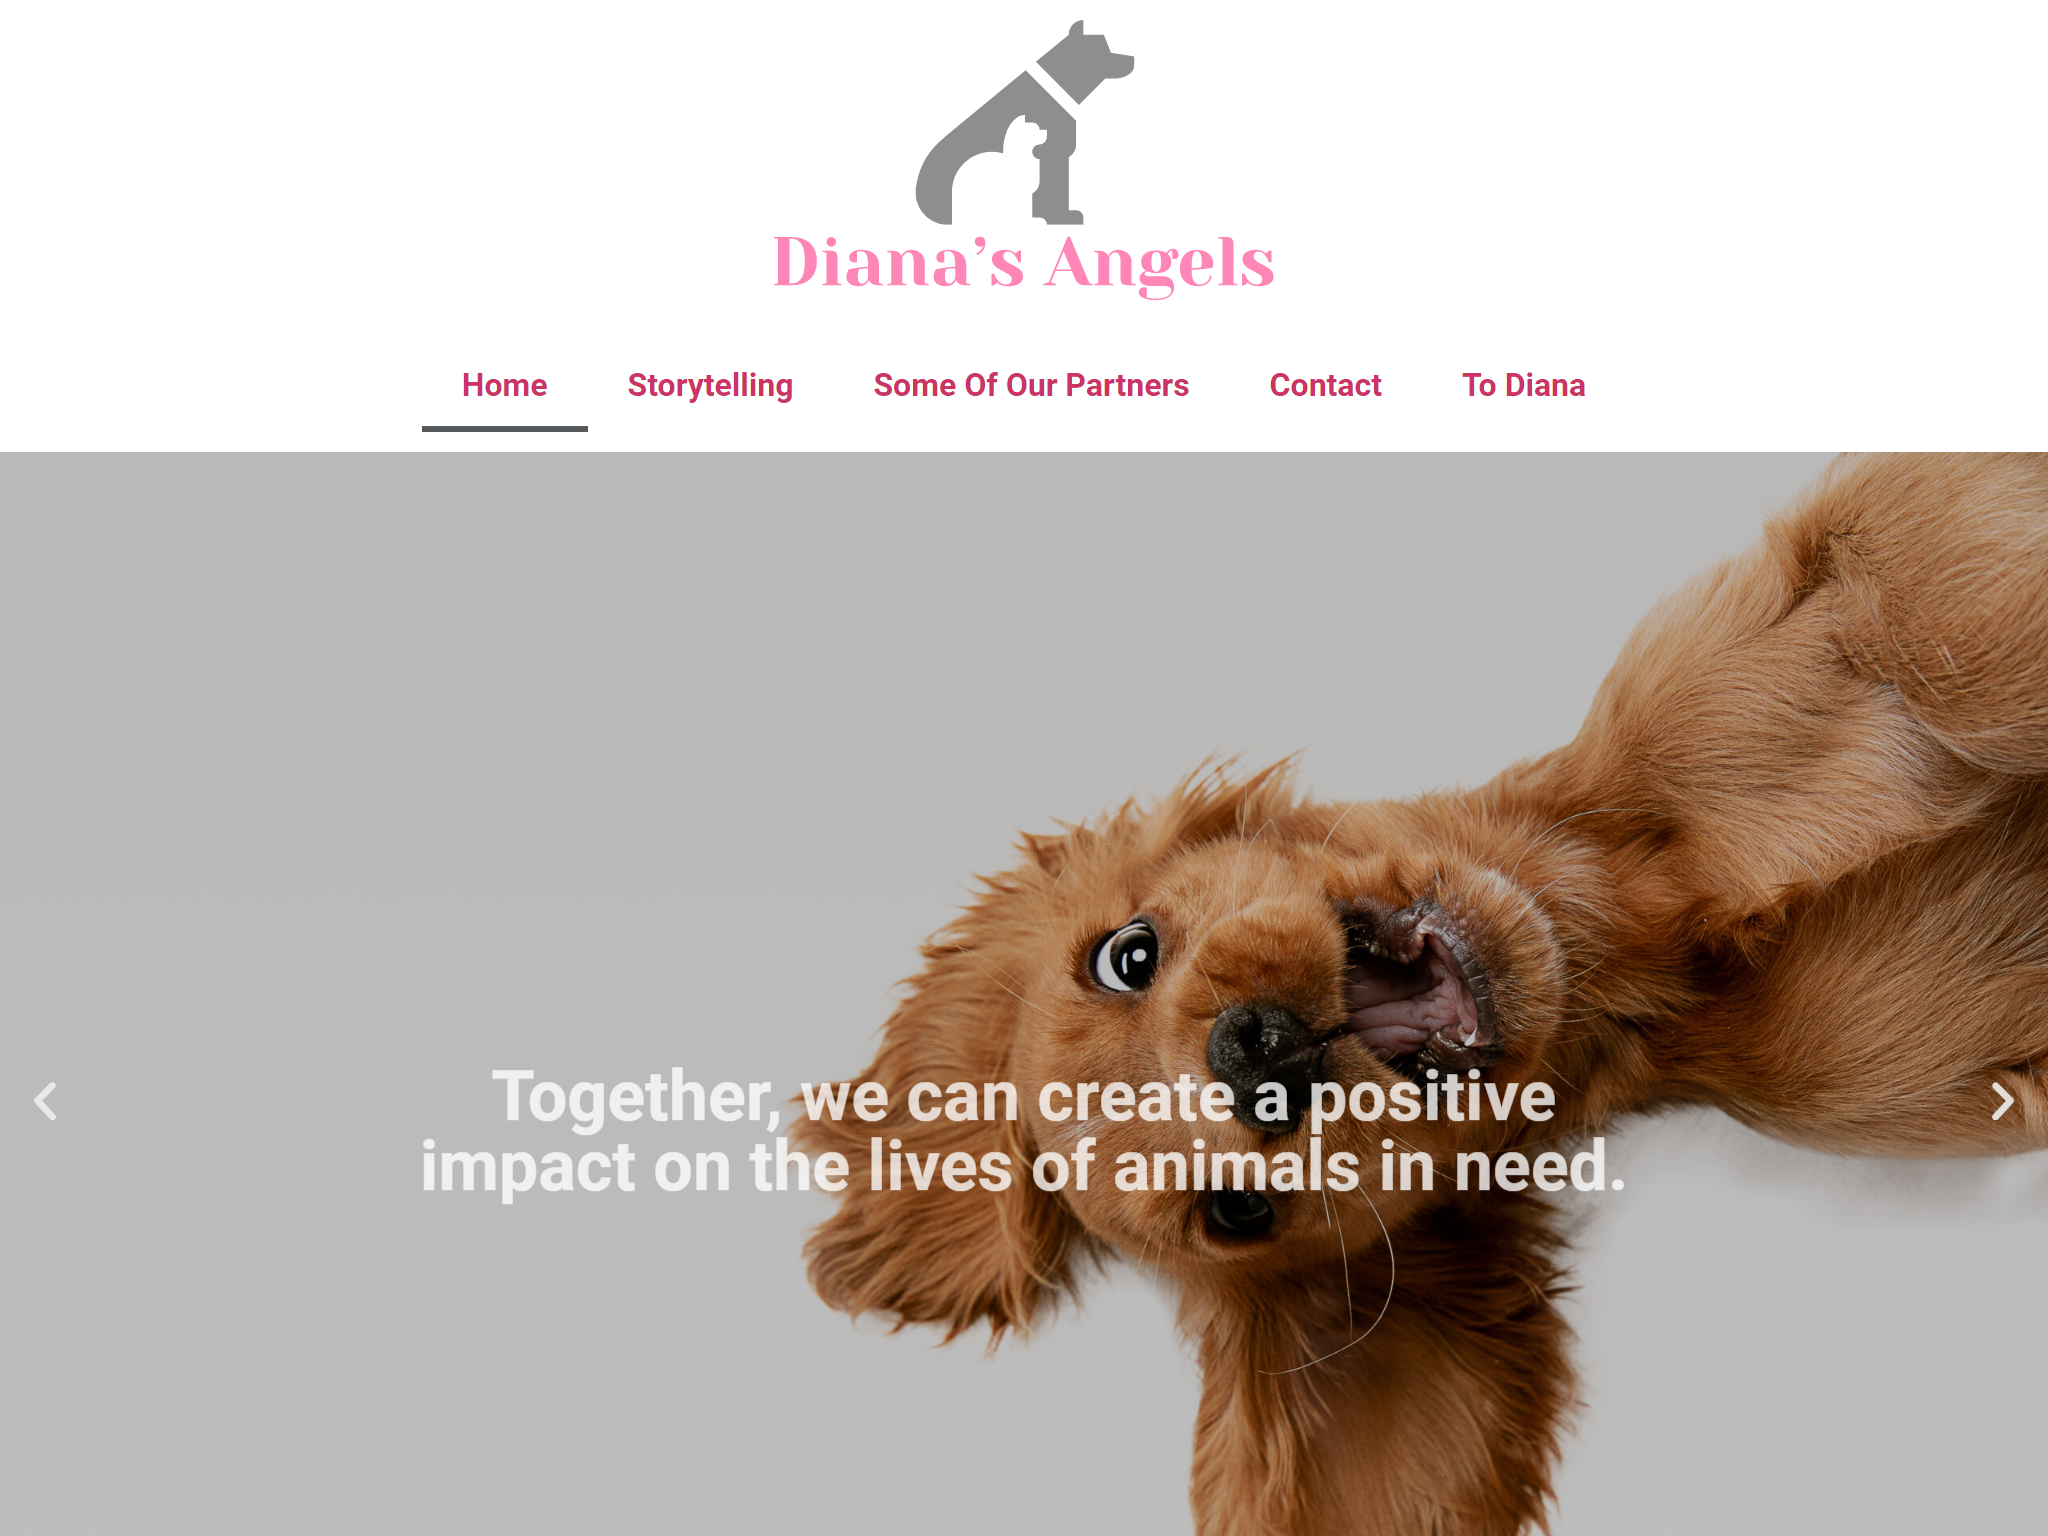 Diana’s Angels
Home Storytelling Some Of Our Partners Contact To Diana
Together, we can create a positive
impact on the lives of animals in need.